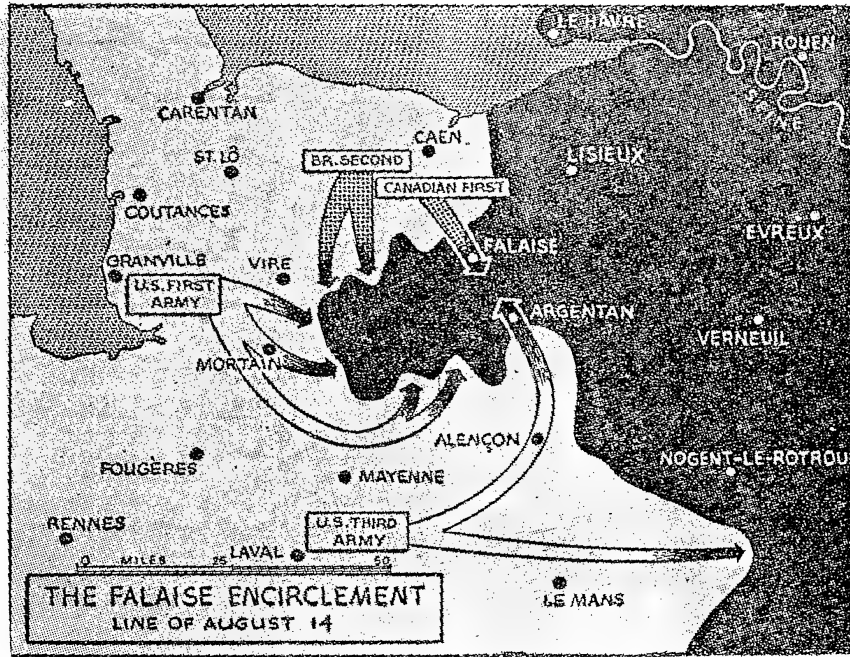 LE HAVRE
ROUEN
SEINE
CARENTAN
CAEN
ST. LÔ
BR. SECOND
LISIEUX
CANADIAN FIRST
COUTANCES
EVREUX
FALAISE
GRANVILLE
VIRE
U.S. FIRST
ARMY
ARGENTAN
VERNEUIL
MORTAIN
ALENÇON
FOUGÈRES
NOGENT-LE-ROTROU
MAYENNE
RENNES
U.S. THIRD
ARMY
LAVAL
0 MILES 25 50
LE MANS
THE FALAISE ENCIRCLEMENT
LINE OF AUGUST 14